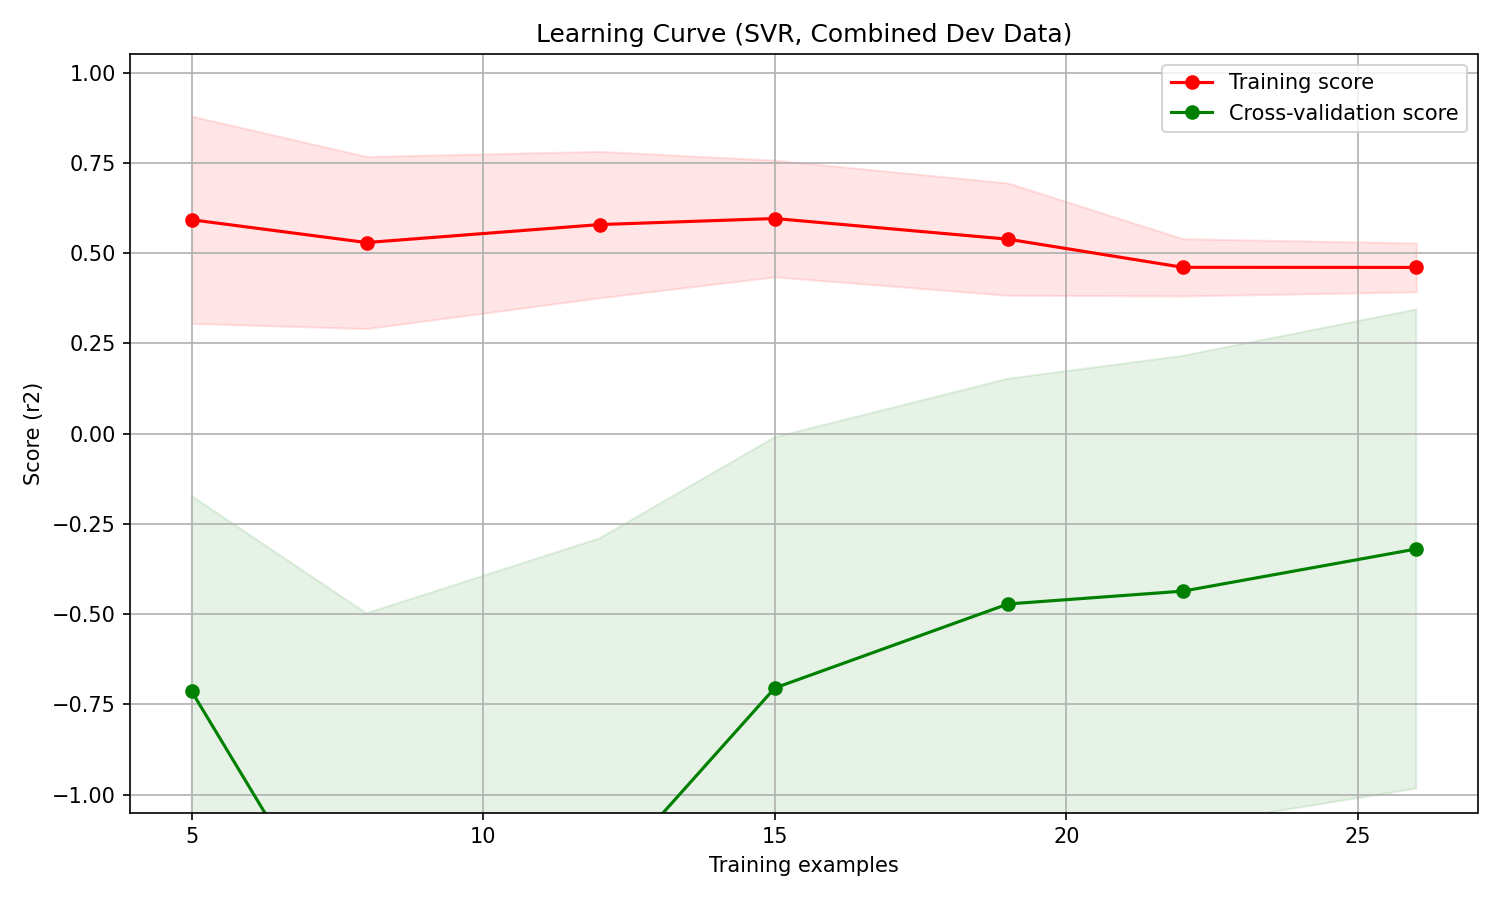 Learning Curve (SVR, Combined Dev Data)
Training score
Cross-validation score
Score (r2)
1.00
0.75
0.50
0.25
0.00
−0.25
−0.50
−0.75
−1.00
5 10 15 20 25
Training examples